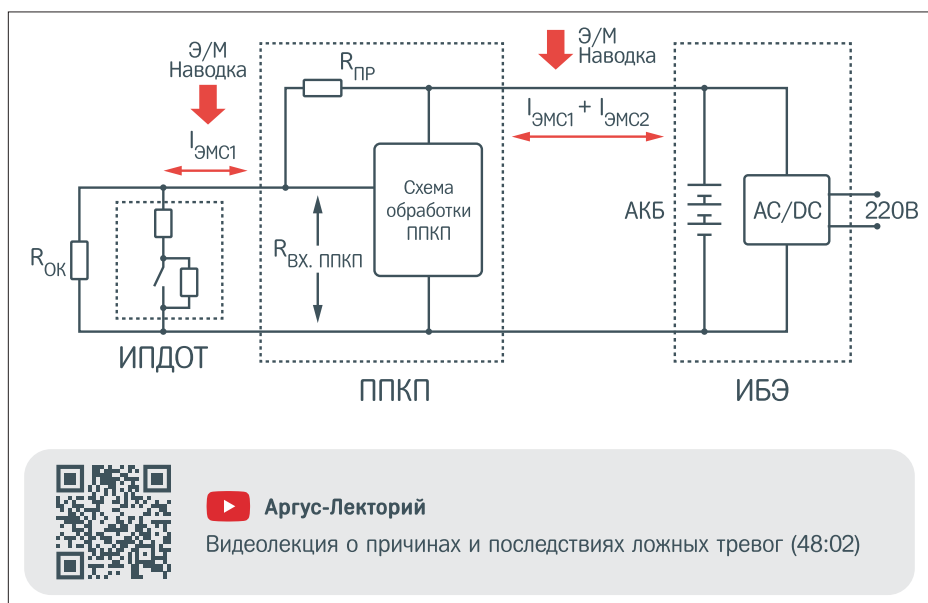 Э/М
Наводка
Э/М
Наводка
RПР
IЭМС1
IЭМС1 + IЭМС2
Схема
обработки
ППКП
АКБ
AC/DC
220В
RОК
RВХ. ППКП
ИПДОТ
ППКП
ИБЭ
Аргус-Лекторий
Видеолекция о причинах и последствиях ложных тревог (48:02)